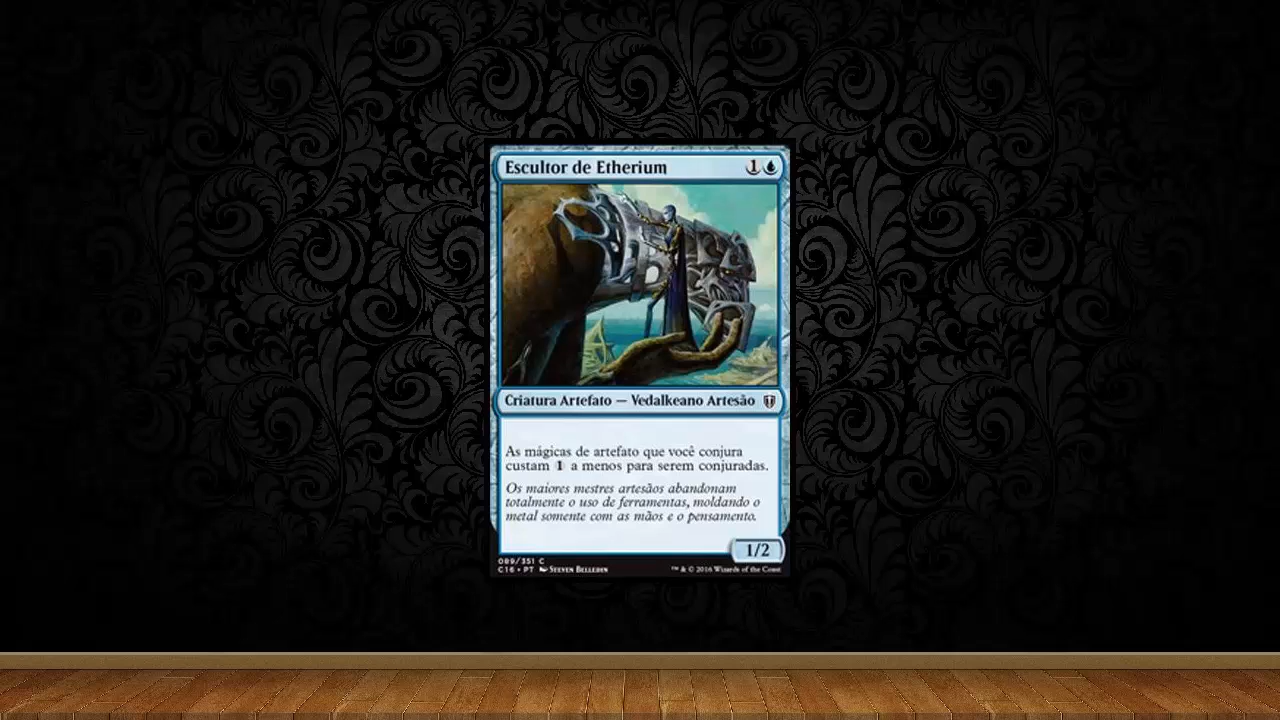 Escultor de Etherium 1
Criatura Artefato — Vedalkeano Artesão
As mágicas de artefato que você conjura
custam 1 a menos para serem conjuradas.
Os maiores mestres artesãos abandonam
totalmente o uso de ferramentas, moldando o
metal somente com as mãos e o pensamento.
1/2
089/351 C
C16 • PT Steven Belledin ™ & © 2016 Wizards of the Coast